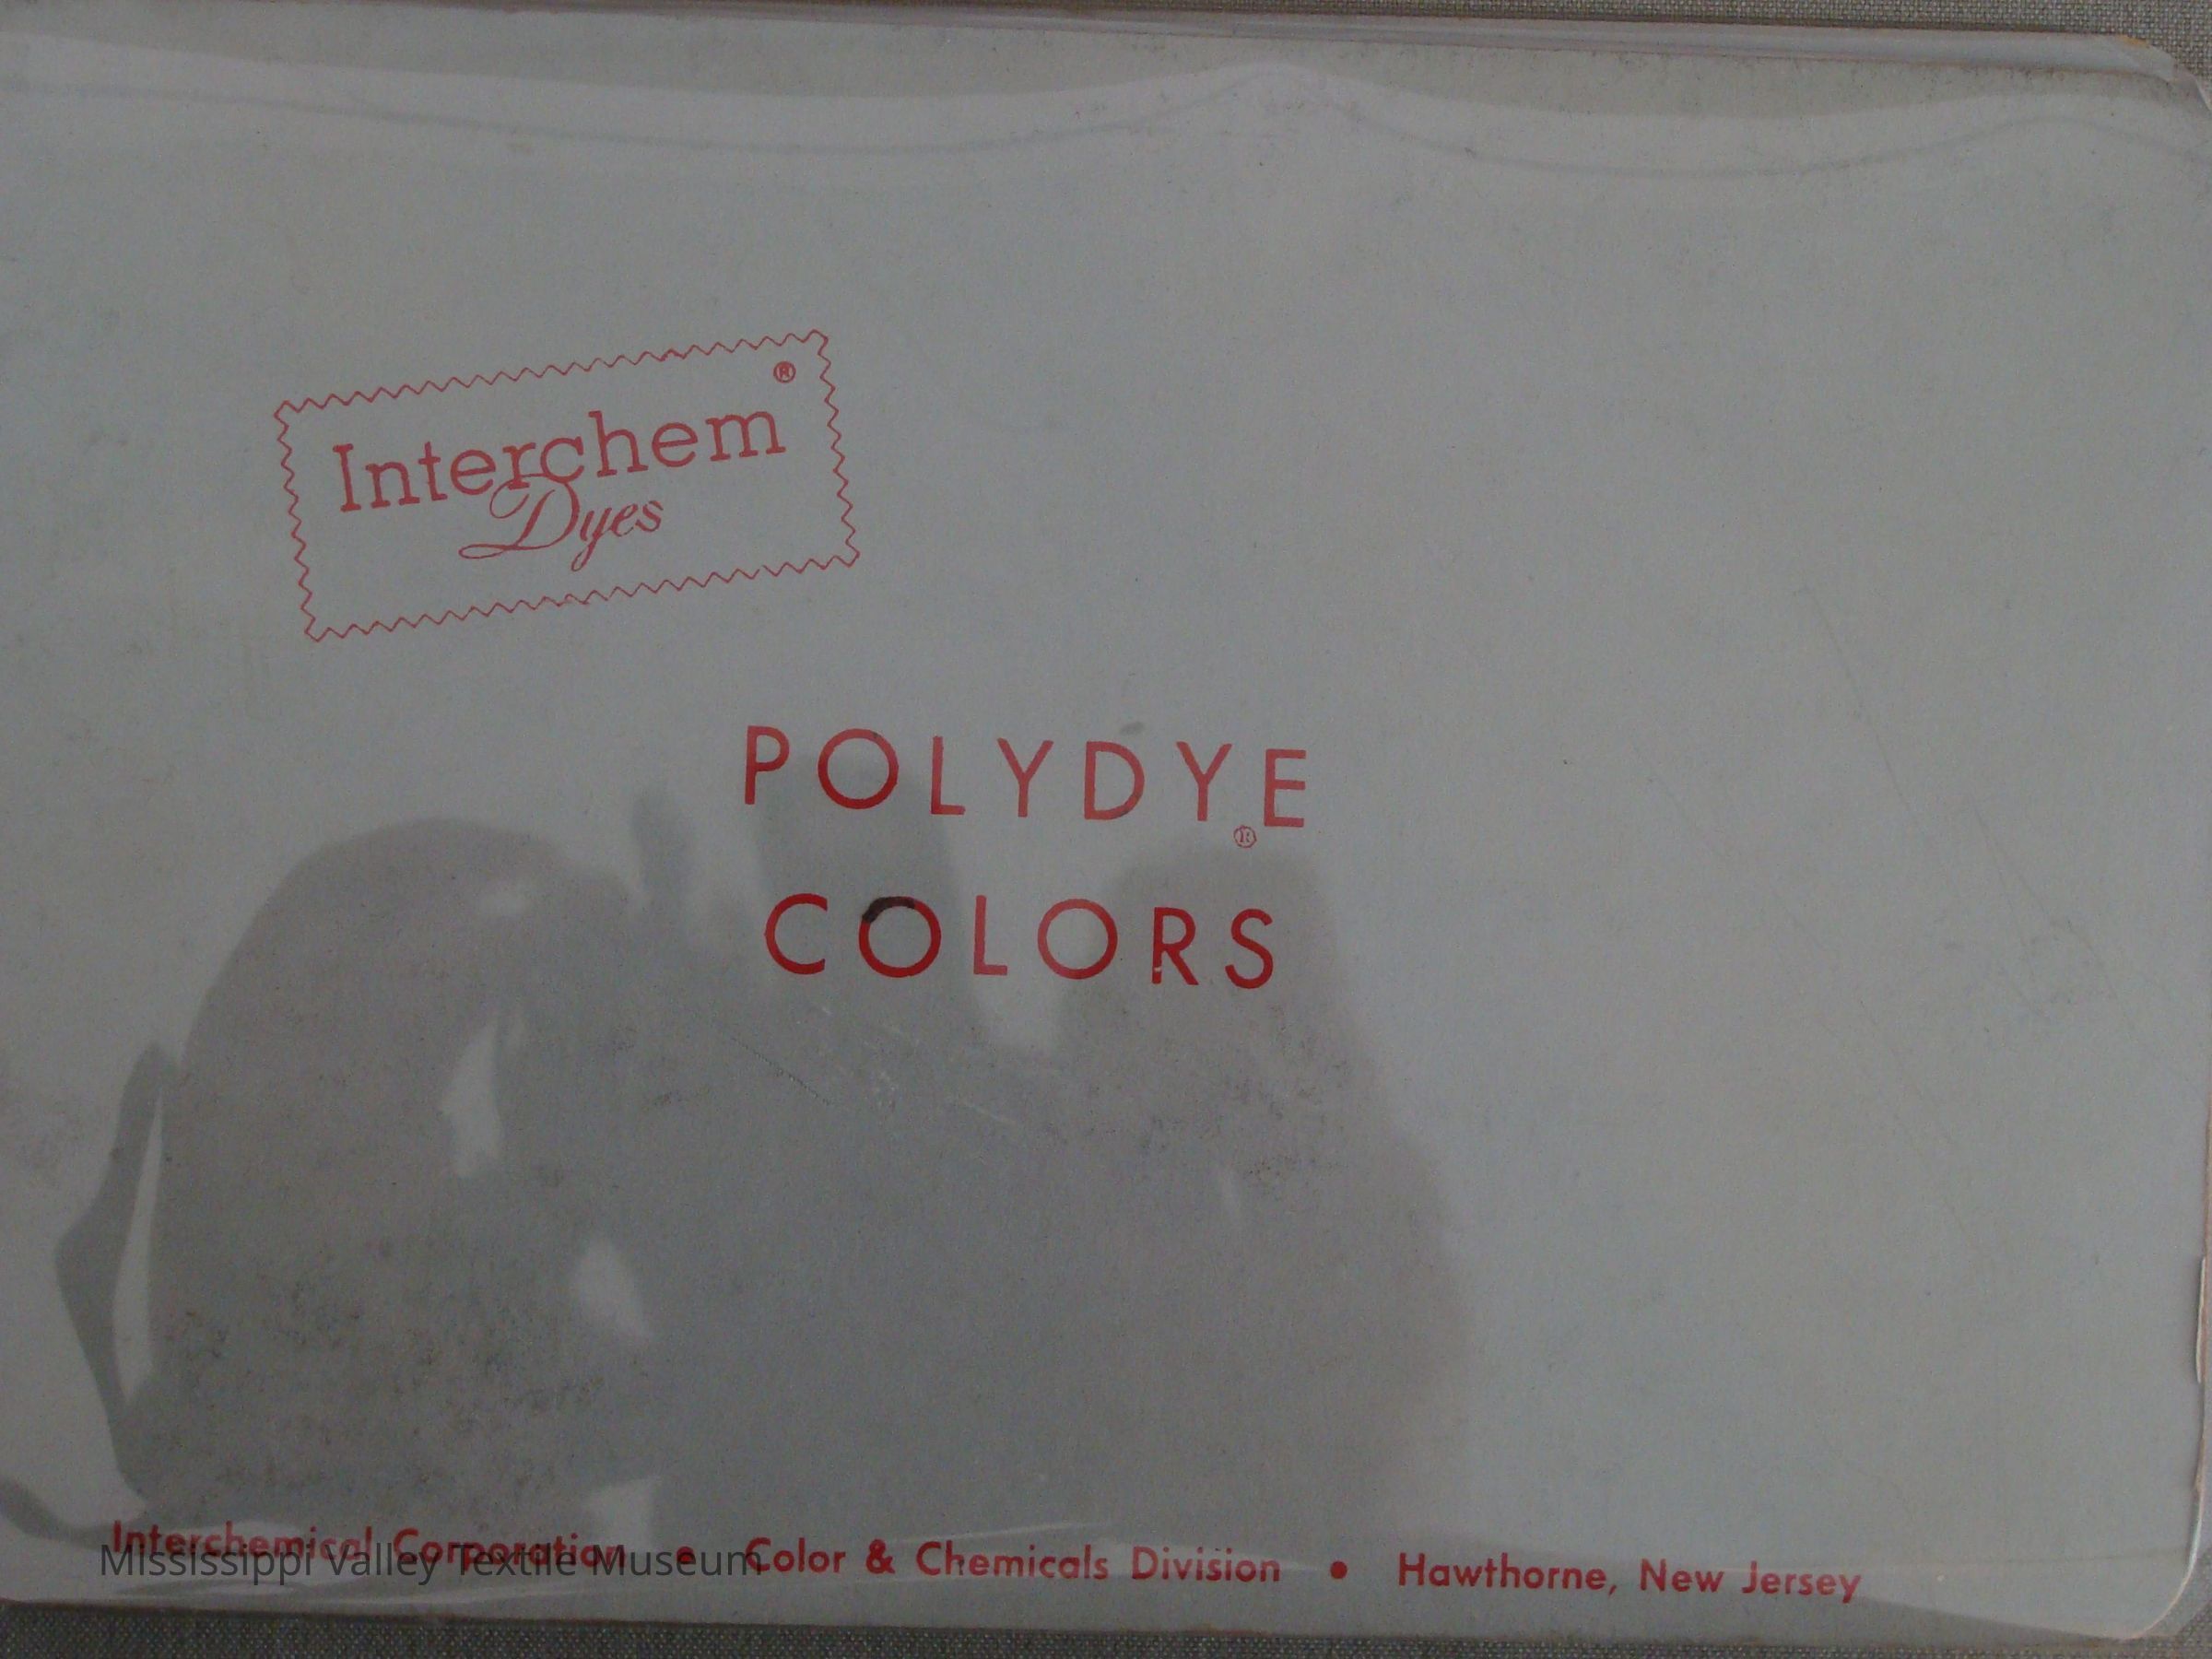 Interchem ®
Dyes
POLYDYE ®
COLORS
Interchemical Corporation • Color & Chemicals Division • Hawthorne, New Jersey
Mississippi Valley Textile Museum